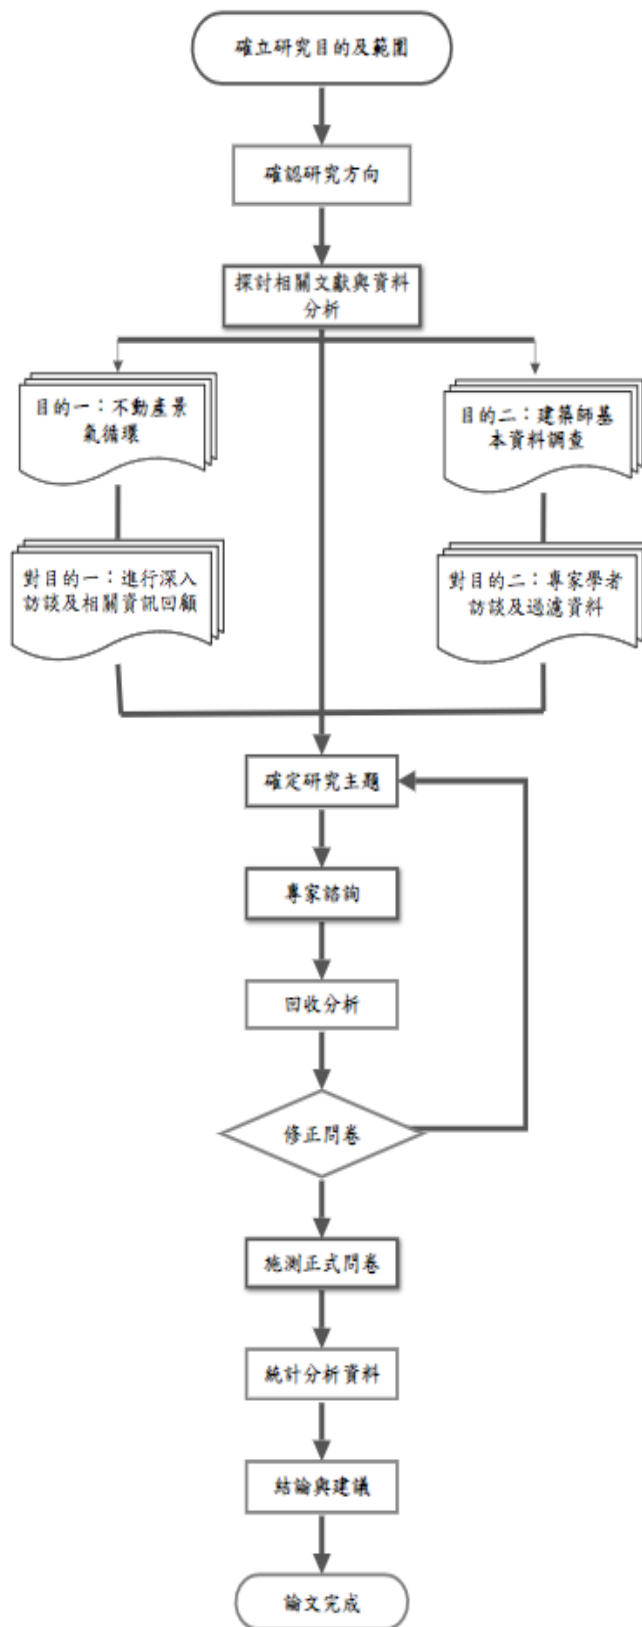 確立研究目的及範圍
確認研究方向
探討相關文獻與資料
分析
目的一：不動產景
氣循環
目的二：建築師基
本資料調查
對目的一：進行深入
訪談及相關資訊回顧
對目的二：專家學者
訪談及過濾資料
確定研究主題
專家諮詢
回收分析
修正問卷
施測正式問卷
統計分析資料
結論與建議
論文完成